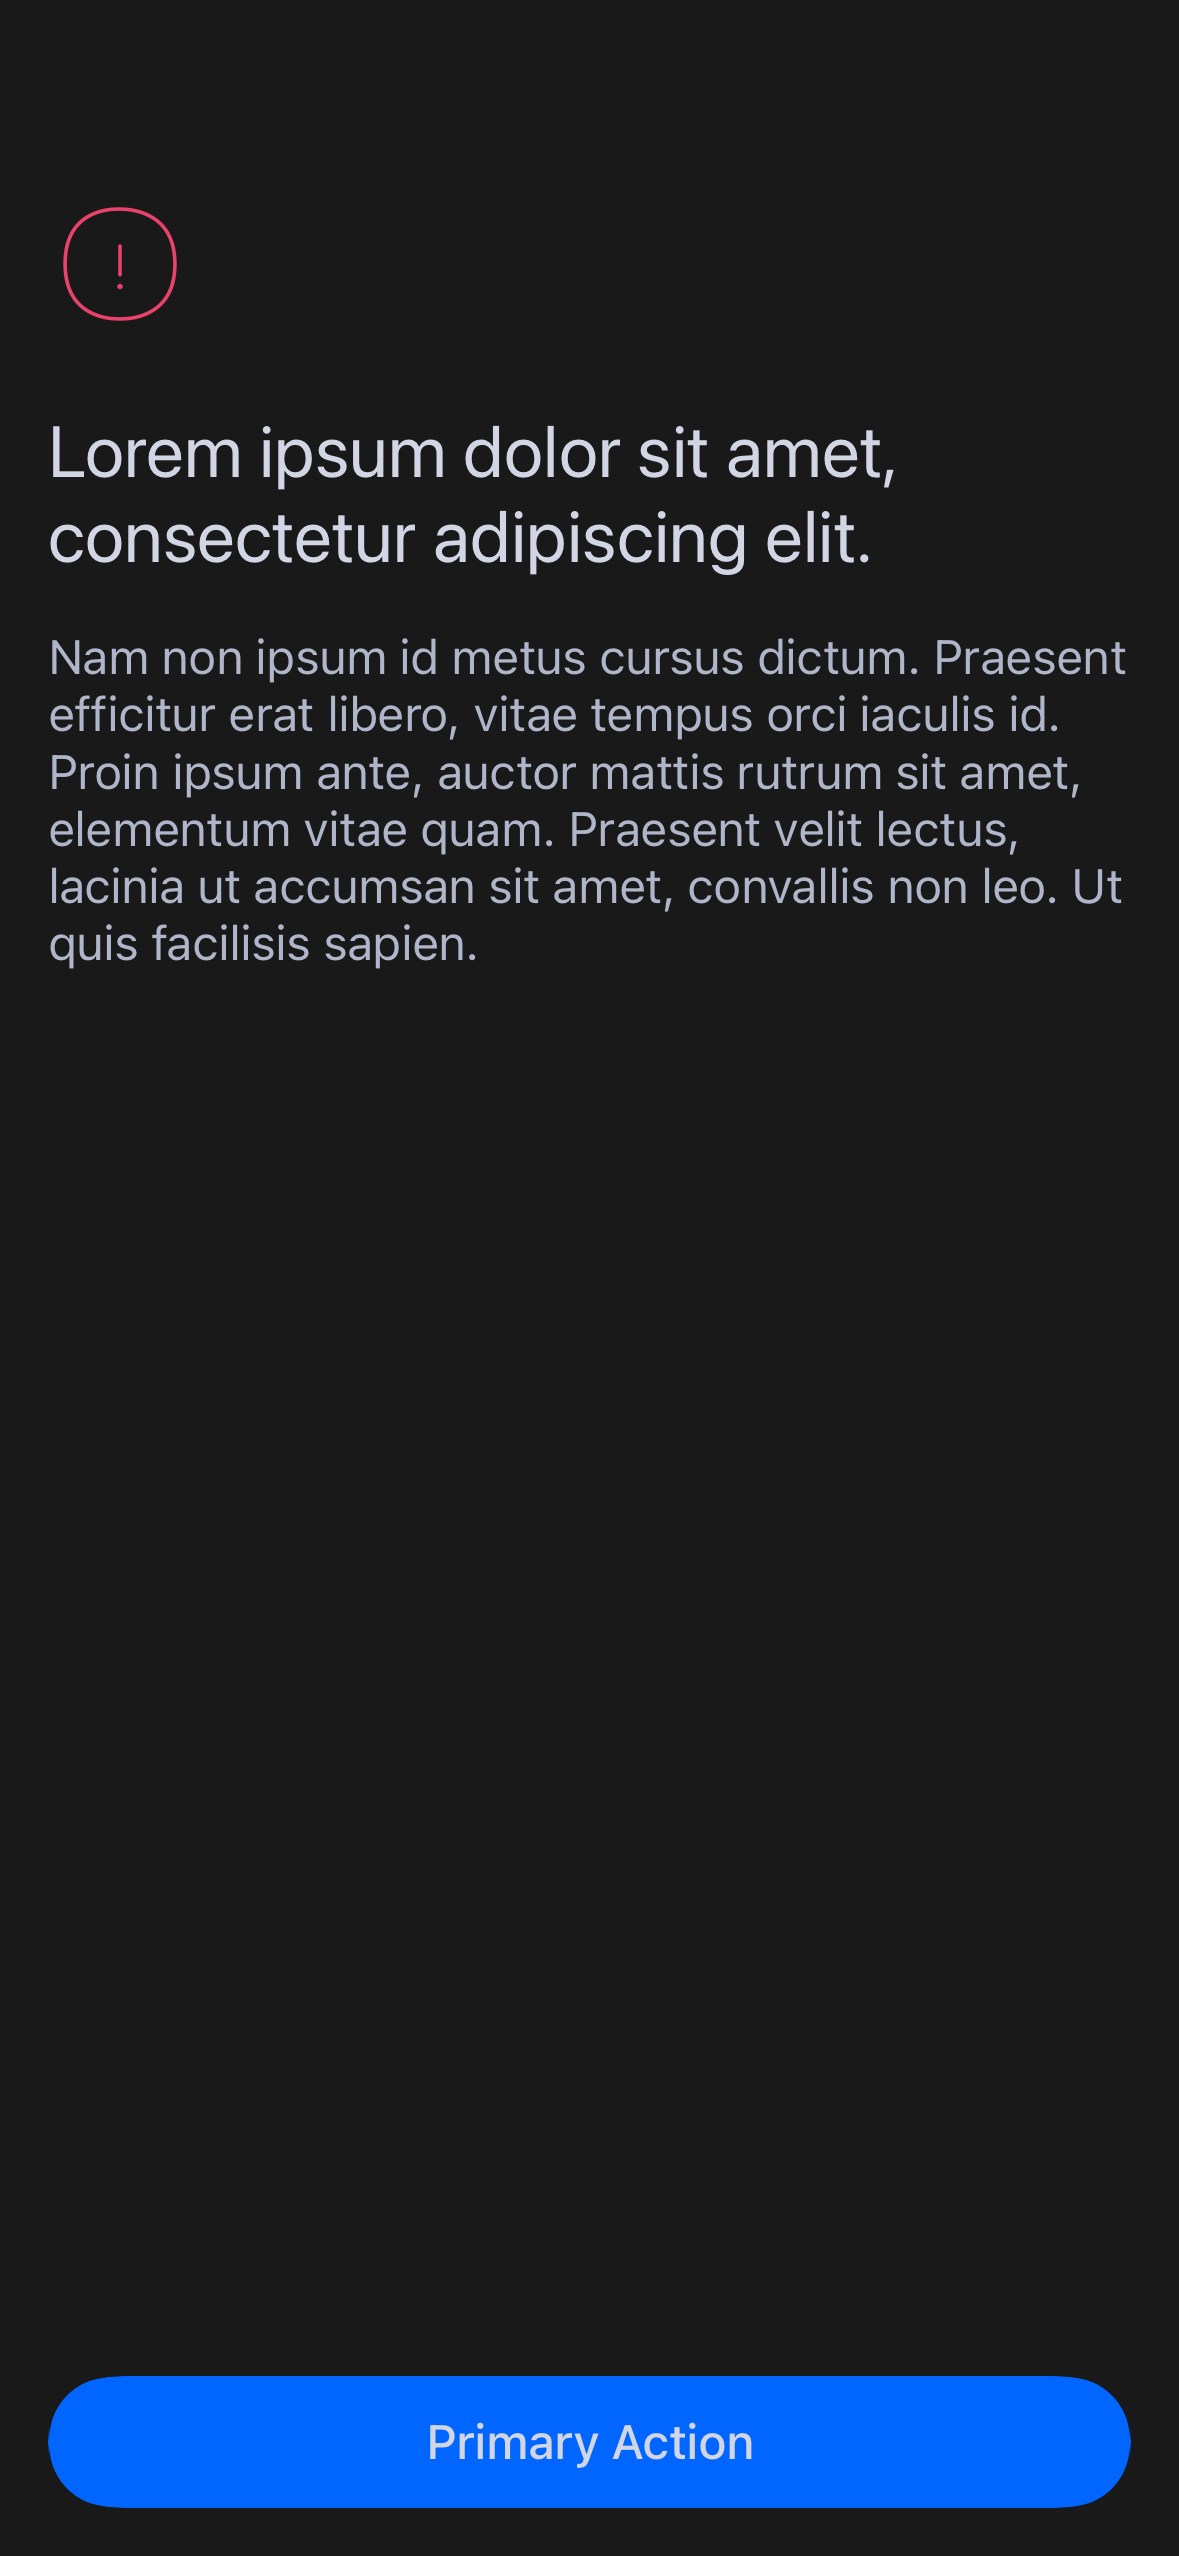 !
Lorem ipsum dolor sit amet,
consectetur adipiscing elit.
Nam non ipsum id metus cursus dictum. Praesent
efficitur erat libero, vitae tempus orci iaculis id.
Proin ipsum ante, auctor mattis rutrum sit amet,
elementum vitae quam. Praesent velit lectus,
lacinia ut accumsan sit amet, convallis non leo. Ut
quis facilisis sapien.
Primary Action